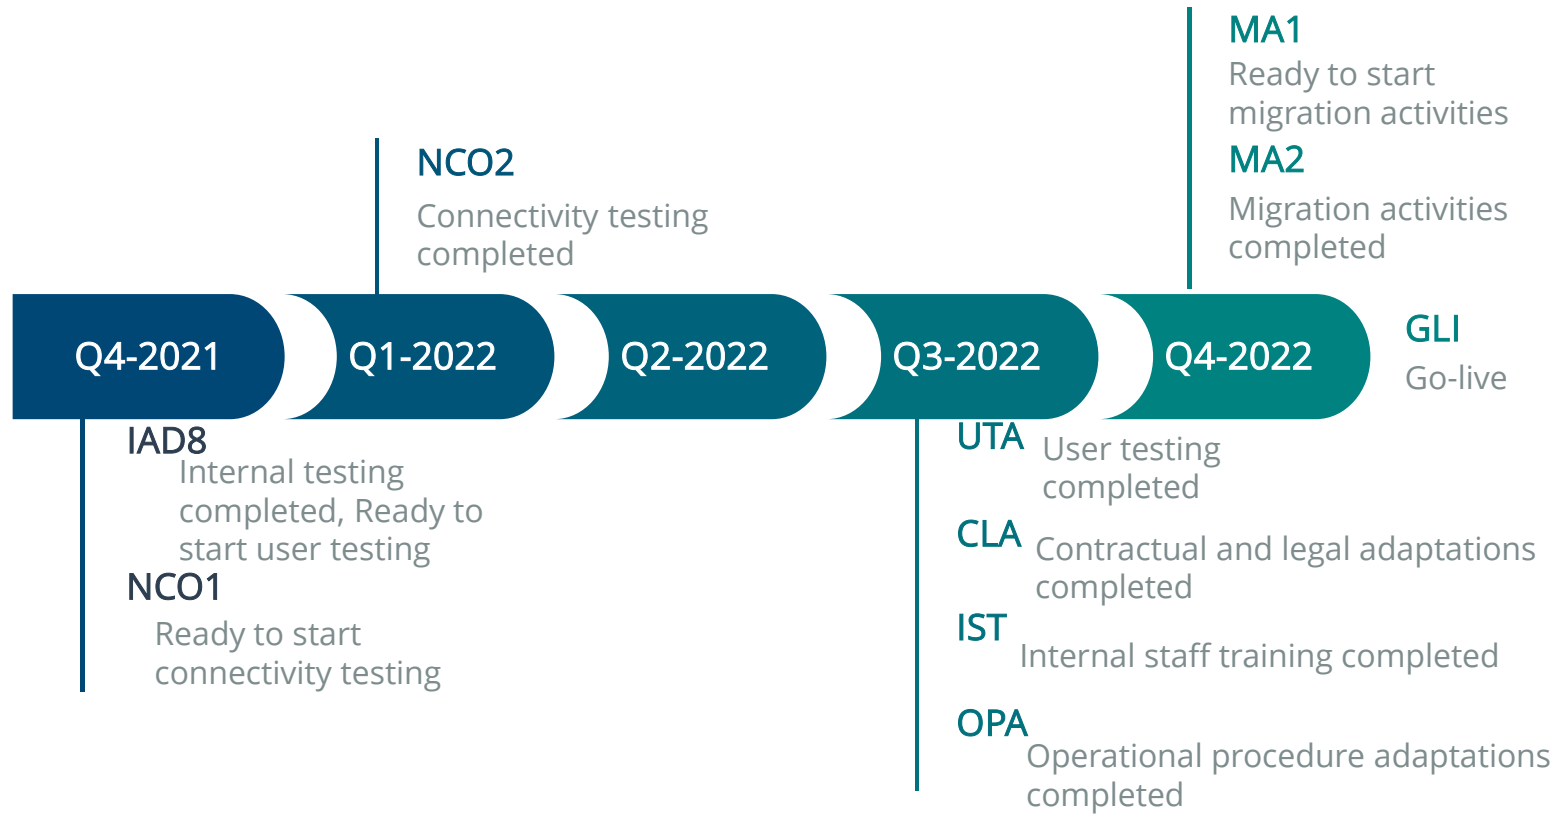 MA1
Ready to start
migration activities
MA2
Migration activities
completed
NCO2
Connectivity testing
completed
Q4-2021
Q1-2022
Q2-2022
Q3-2022
Q4-2022
GLI
Go-live
IAD8
Internal testing
completed, Ready to
start user testing
NCO1
Ready to start
connectivity testing
UTA
User testing
completed
CLA
Contractual and legal adaptations
completed
IST
Internal staff training completed
OPA
Operational procedure adaptations
completed